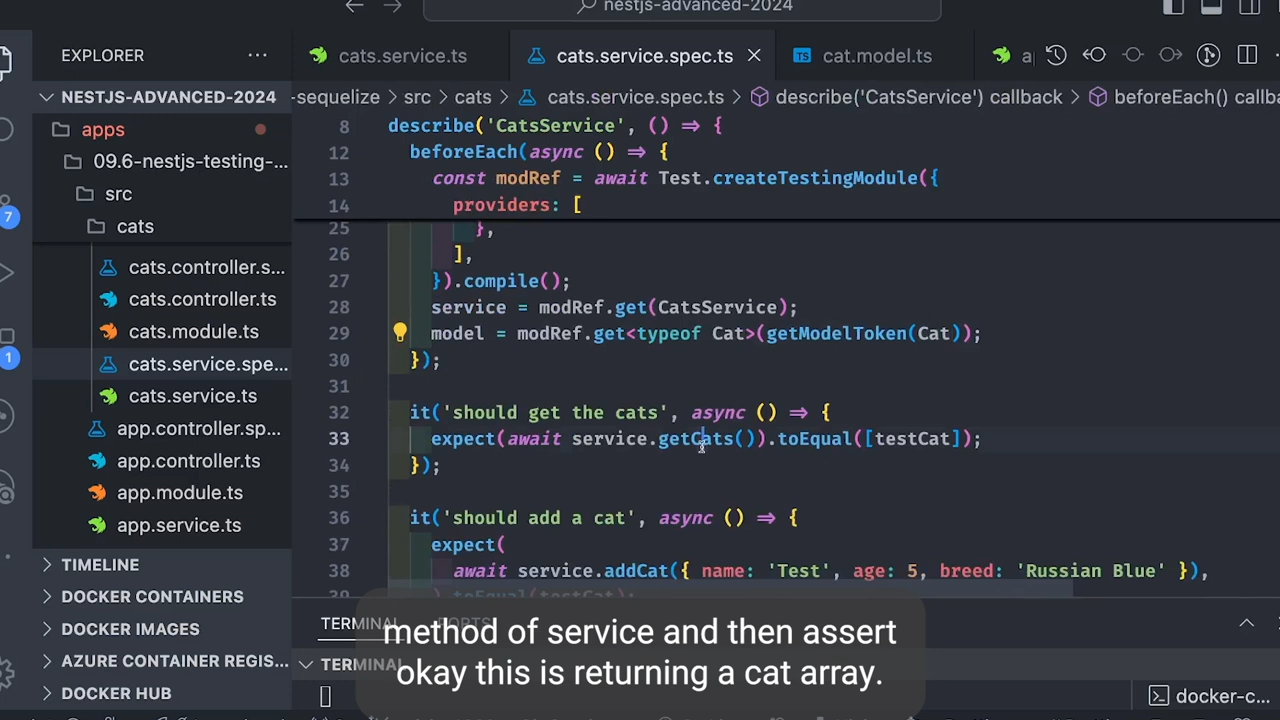 nestjs-advanced-2024
EXPLORER
cats.service.ts
cats.service.spec.ts
cat.model.ts
NESTJS-ADVANCED-2024
-sequelize > src > cats > cats.service.spec.ts > describe('CatsService') callback > beforeEach() callba
apps
09.6-nestjs-testing-...
src
cats
cats.controller.s...
cats.controller.ts
cats.module.ts
cats.service.spe...
cats.service.ts
app.controller.sp...
app.controller.ts
app.module.ts
app.service.ts
TIMELINE
DOCKER CONTAINERS
DOCKER IMAGES
AZURE CONTAINER REGIS...
DOCKER HUB
7
1
8 describe('CatsService', () => {
12 beforeEach(async () => {
13 const modRef = await Test.createTestingModule({
14 providers: [
25 },
26 ],
27 }).compile();
28 service = modRef.get(CatsService);
29 model = modRef.get<typeof Cat>(getModelToken(Cat));
30 });
31
32 it('should get the cats', async () => {
33 expect(await service.getCats()).toEqual([testCat]);
34 });
35
36 it('should add a cat', async () => {
37 expect(
38 await service.addCat({ name: 'Test', age: 5, breed: 'Russian Blue' }),
39 ).toEqual(testCat);
TERMINAL PORTS
TERMINAL
docker-c...
method of service and then assert
okay this is returning a cat array.